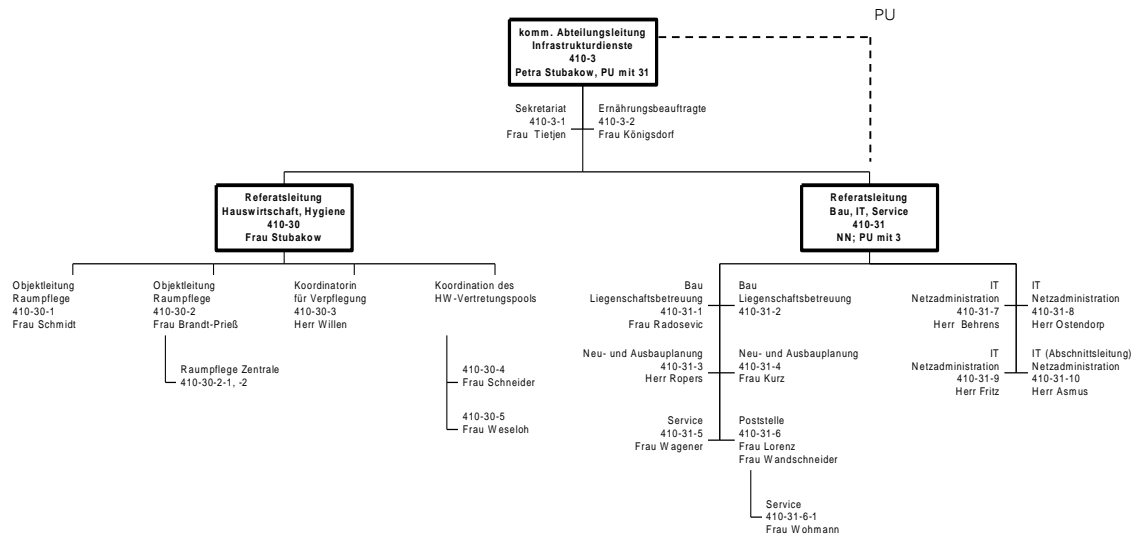 PU
komm. Abteilungsleitung
Infrastrukturdienste
410-3
Petra Stubakow, PU mit 31
Sekretariat
410-3-1
Frau Tietjen
Ernährungsbeauftragte
410-3-2
Frau Königsdorf
Referatsleitung
Hauswirtschaft, Hygiene
410-30
Frau Stubakow
Referatsleitung
Bau, IT, Service
410-31
NN; PU mit 3
Objektleitung
Raumpflege
410-30-1
Frau Schmidt
Objektleitung
Raumpflege
410-30-2
Frau Brandt-Prieß
Raumpflege Zentrale
410-30-2-1, -2
Koordinatorin
für Verpflegung
410-30-3
Herr Willen
Koordination des
HW-Vertretungspools
410-30-4
Frau Schneider
410-30-5
Frau Weseloh
Bau
Liegenschaftsbetreuung
410-31-1
Frau Radosevic
Bau
Liegenschaftsbetreuung
410-31-2
Neu- und Ausbauplanung
410-31-3
Herr Ropers
Neu- und Ausbauplanung
410-31-4
Frau Kurz
Service
410-31-5
Frau Wagener
Poststelle
410-31-6
Frau Lorenz
Frau Wandschneider
Service
410-31-6-1
Frau Wohmann
IT
Netzadministration
410-31-7
Herr Behrens
IT
Netzadministration
410-31-8
Herr Ostendorp
IT
Netzadministration
410-31-9
Herr Fritz
IT (Abschnittsleitung)
Netzadministration
410-31-10
Herr Asmus